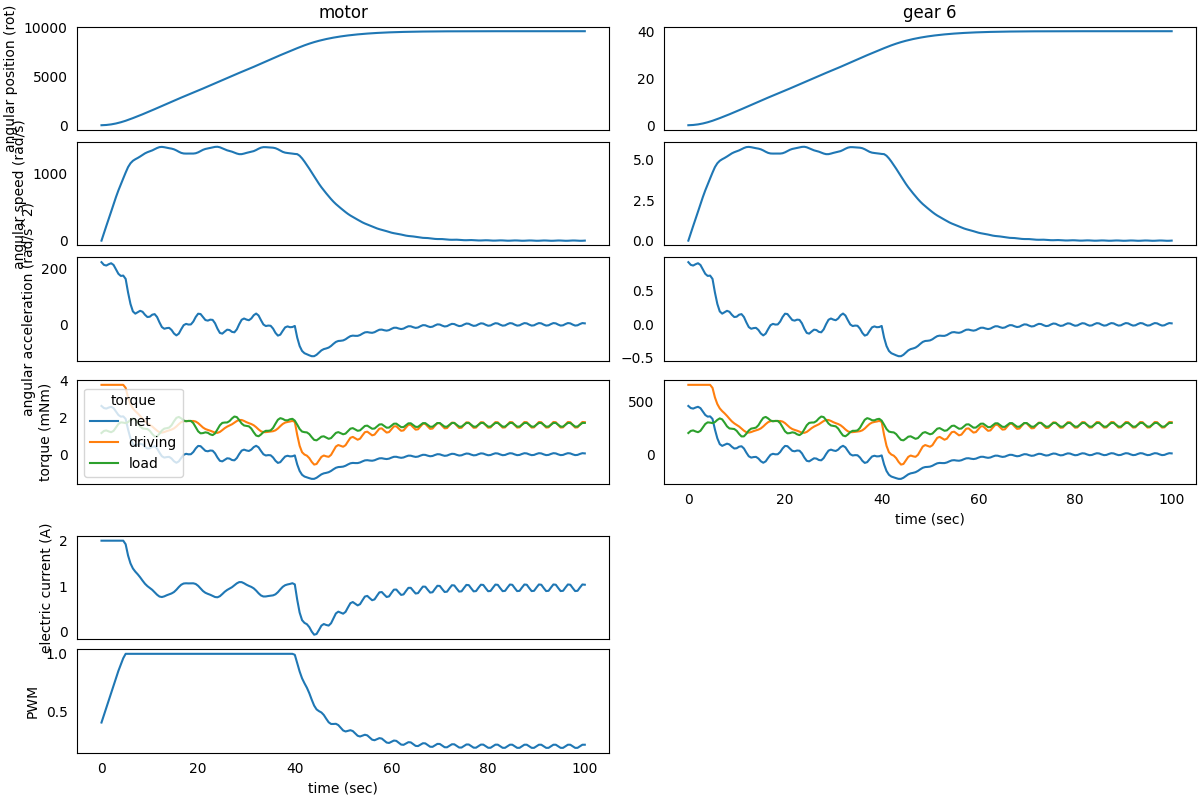 motor
gear 6
angular position (rot)
10000
5000
0
40
20
0
angular speed (rad/s)
1000
0
5.0
2.5
0.0
angular acceleration (rad/s^2)
200
0
0.5
0.0
−0.5
torque (mNm)
4
2
0
torque
net
driving
load
500
0
0
20
40
60
80
100
time (sec)
electric current (A)
2
1
0
PWM
1.0
0.5
0
20
40
60
80
100
time (sec)